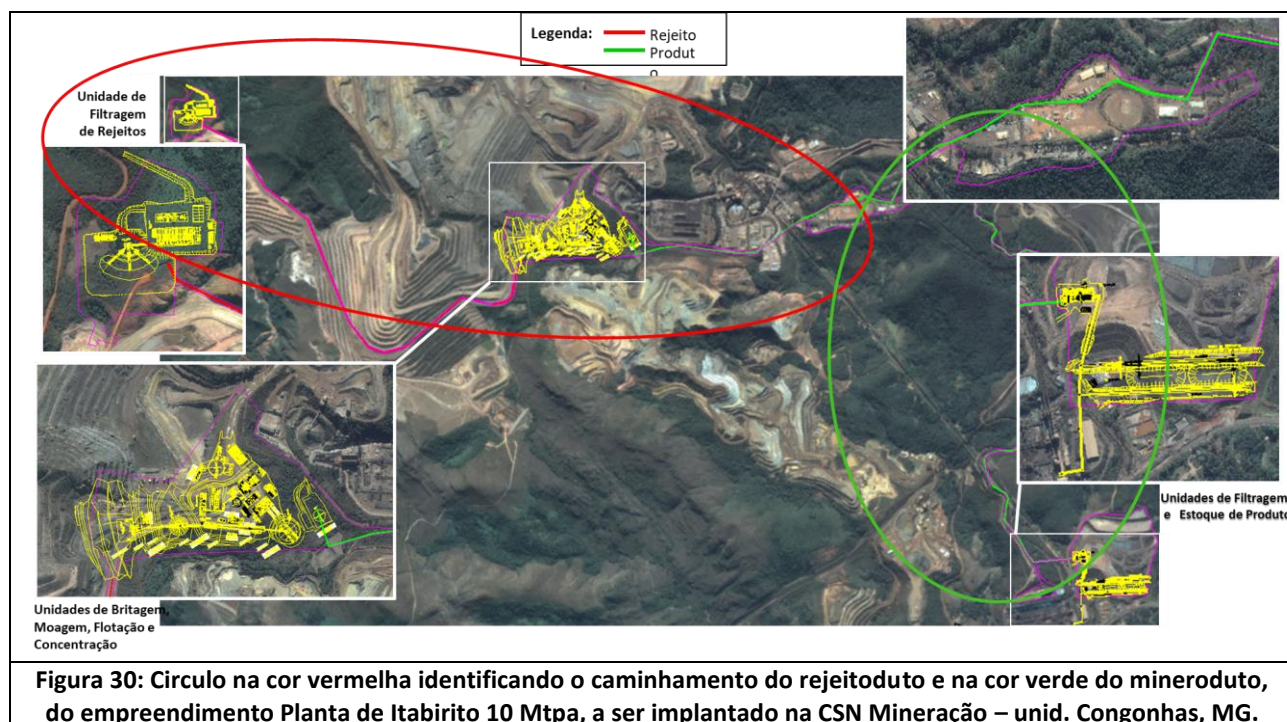 Legenda:
Rejeito
Produt
o
Unidade de
Filtragem
de Rejeitos
Unidades de Filtragem
e Estoque de Produto
Unidades de Britagem,
Moagem, Flotação e
Concentração
Figura 30: Circulo na cor vermelha identificando o caminhamento do rejeitoduto e na cor verde do mineroduto,
do empreendimento Planta de Itabirito 10 Mtpa, a ser implantado na CSN Mineração – unid. Congonhas, MG.